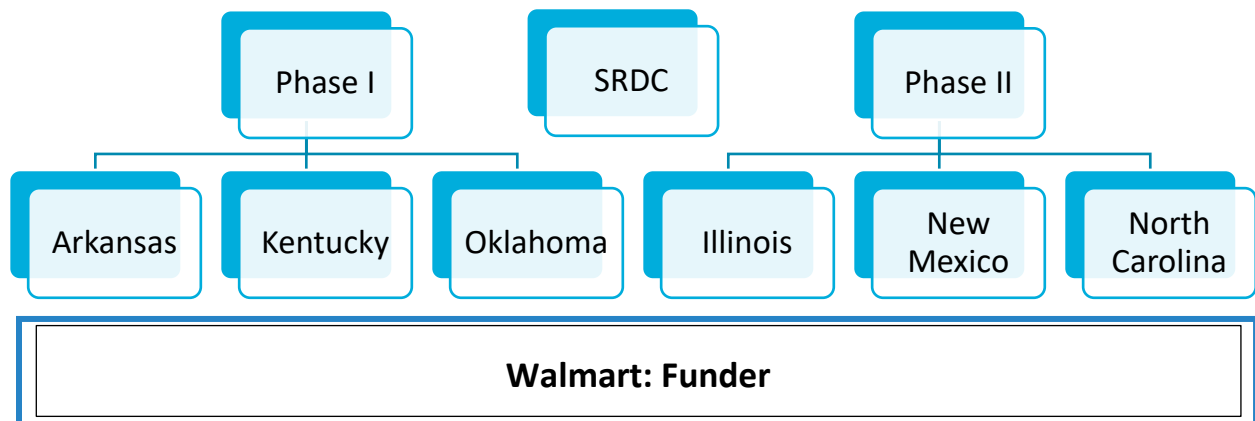 Phase I
SRDC
Phase II
Arkansas
Kentucky
Oklahoma
Illinois
New
Mexico
North
Carolina
Walmart: Funder